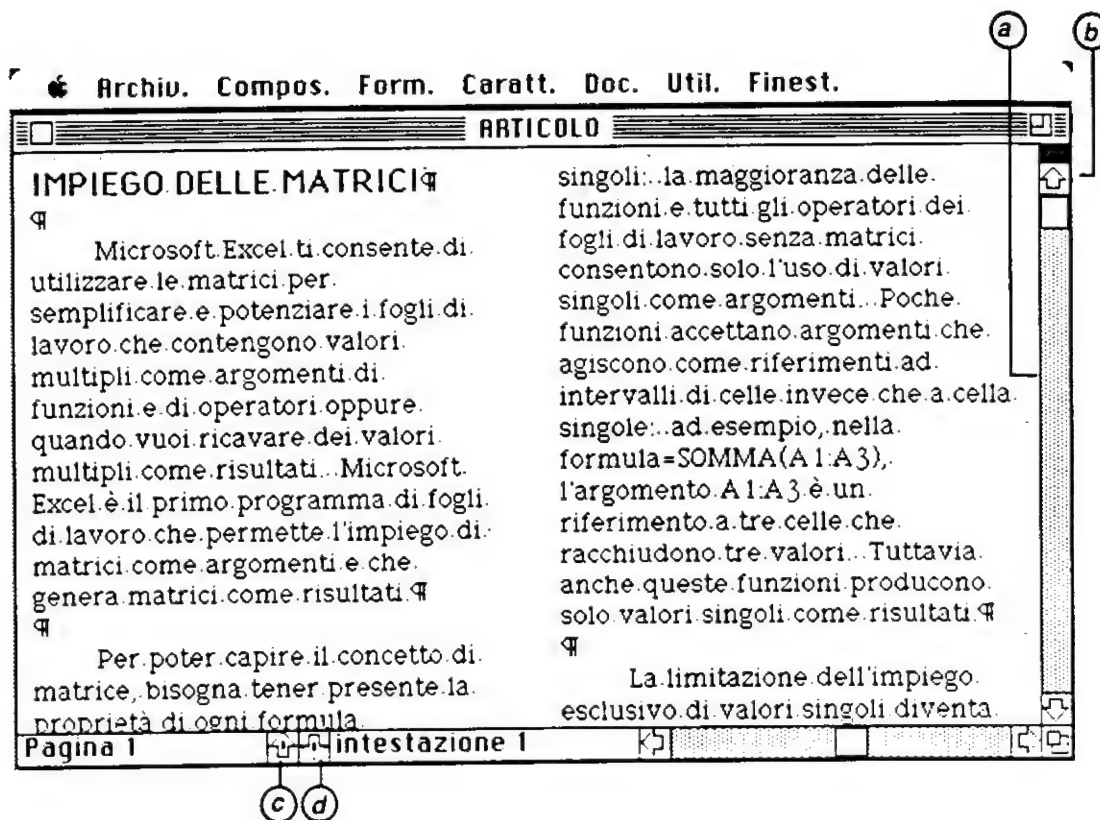 a b
Archiv. Compos. Form. Caratt. Doc. Util. Finest.
ARTICOLO
IMPIEGO DELLE MATRICI¶
¶
Microsoft Excel ti consente di
utilizzare le matrici per
semplificare e potenziare i fogli di
lavoro che contengono valori
multipli come argomenti di
funzioni e di operatori oppure
quando vuoi ricavare dei valori
multipli come risultati. Microsoft
Excel è il primo programma di fogli
di lavoro che permette l'impiego di
matrici come argomenti e che
genera matrici come risultati.¶
¶
Per poter capire il concetto di
matrice, bisogna tener presente la
proprietà di ogni formula
singoli: la maggioranza delle
funzioni e tutti gli operatori dei
fogli di lavoro senza matrici
consentono solo l'uso di valori
singoli come argomenti. Poche
funzioni accettano argomenti che
agiscono come riferimenti ad
intervalli di celle invece che a cella
singole: ad esempio, nella
formula=SOMMA(A1:A3),
l'argomento A1:A3 è un
riferimento a tre celle che
racchiudono tre valori. Tuttavia
anche queste funzioni producono
solo valori singoli come risultati.¶
¶
La limitazione dell'impiego
esclusivo di valori singoli diventa
Pagina 1 intestazione 1
c d